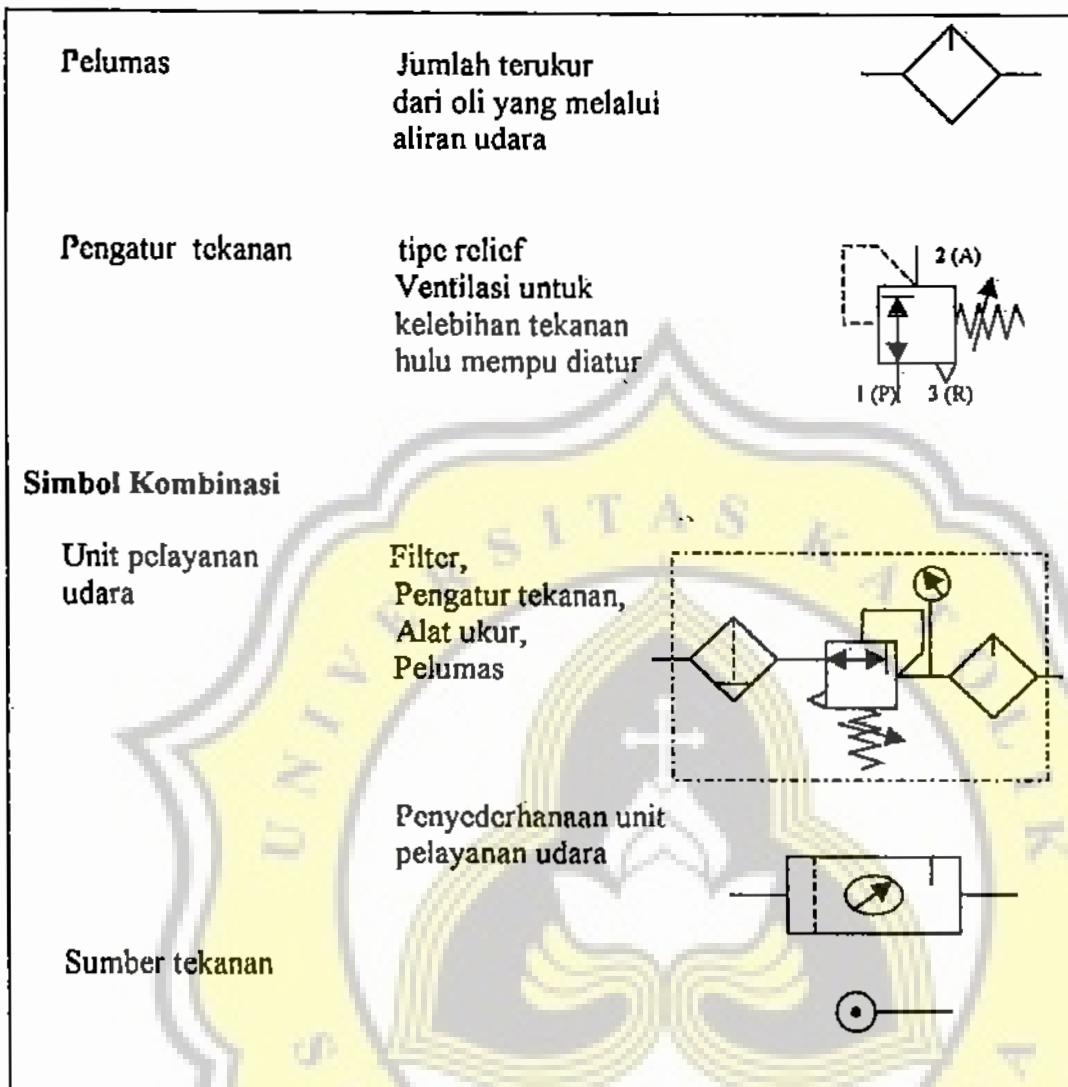 Pelumas
Jumlah terukur
dari oli yang melalui
aliran udara
Pengatur tekanan
tipe relief
Ventilasi untuk
kelebihan tekanan
hulu mempu diatur
2 (A)
1 (P)
3 (R)
Simbol Kombinasi
Unit pelayanan
udara
Filter,
Pengatur tekanan,
Alat ukur,
Pelumas
Penyederhanaan unit
pelayanan udara
Sumber tekanan
UNIVERSITAS KATOLIK
S
A